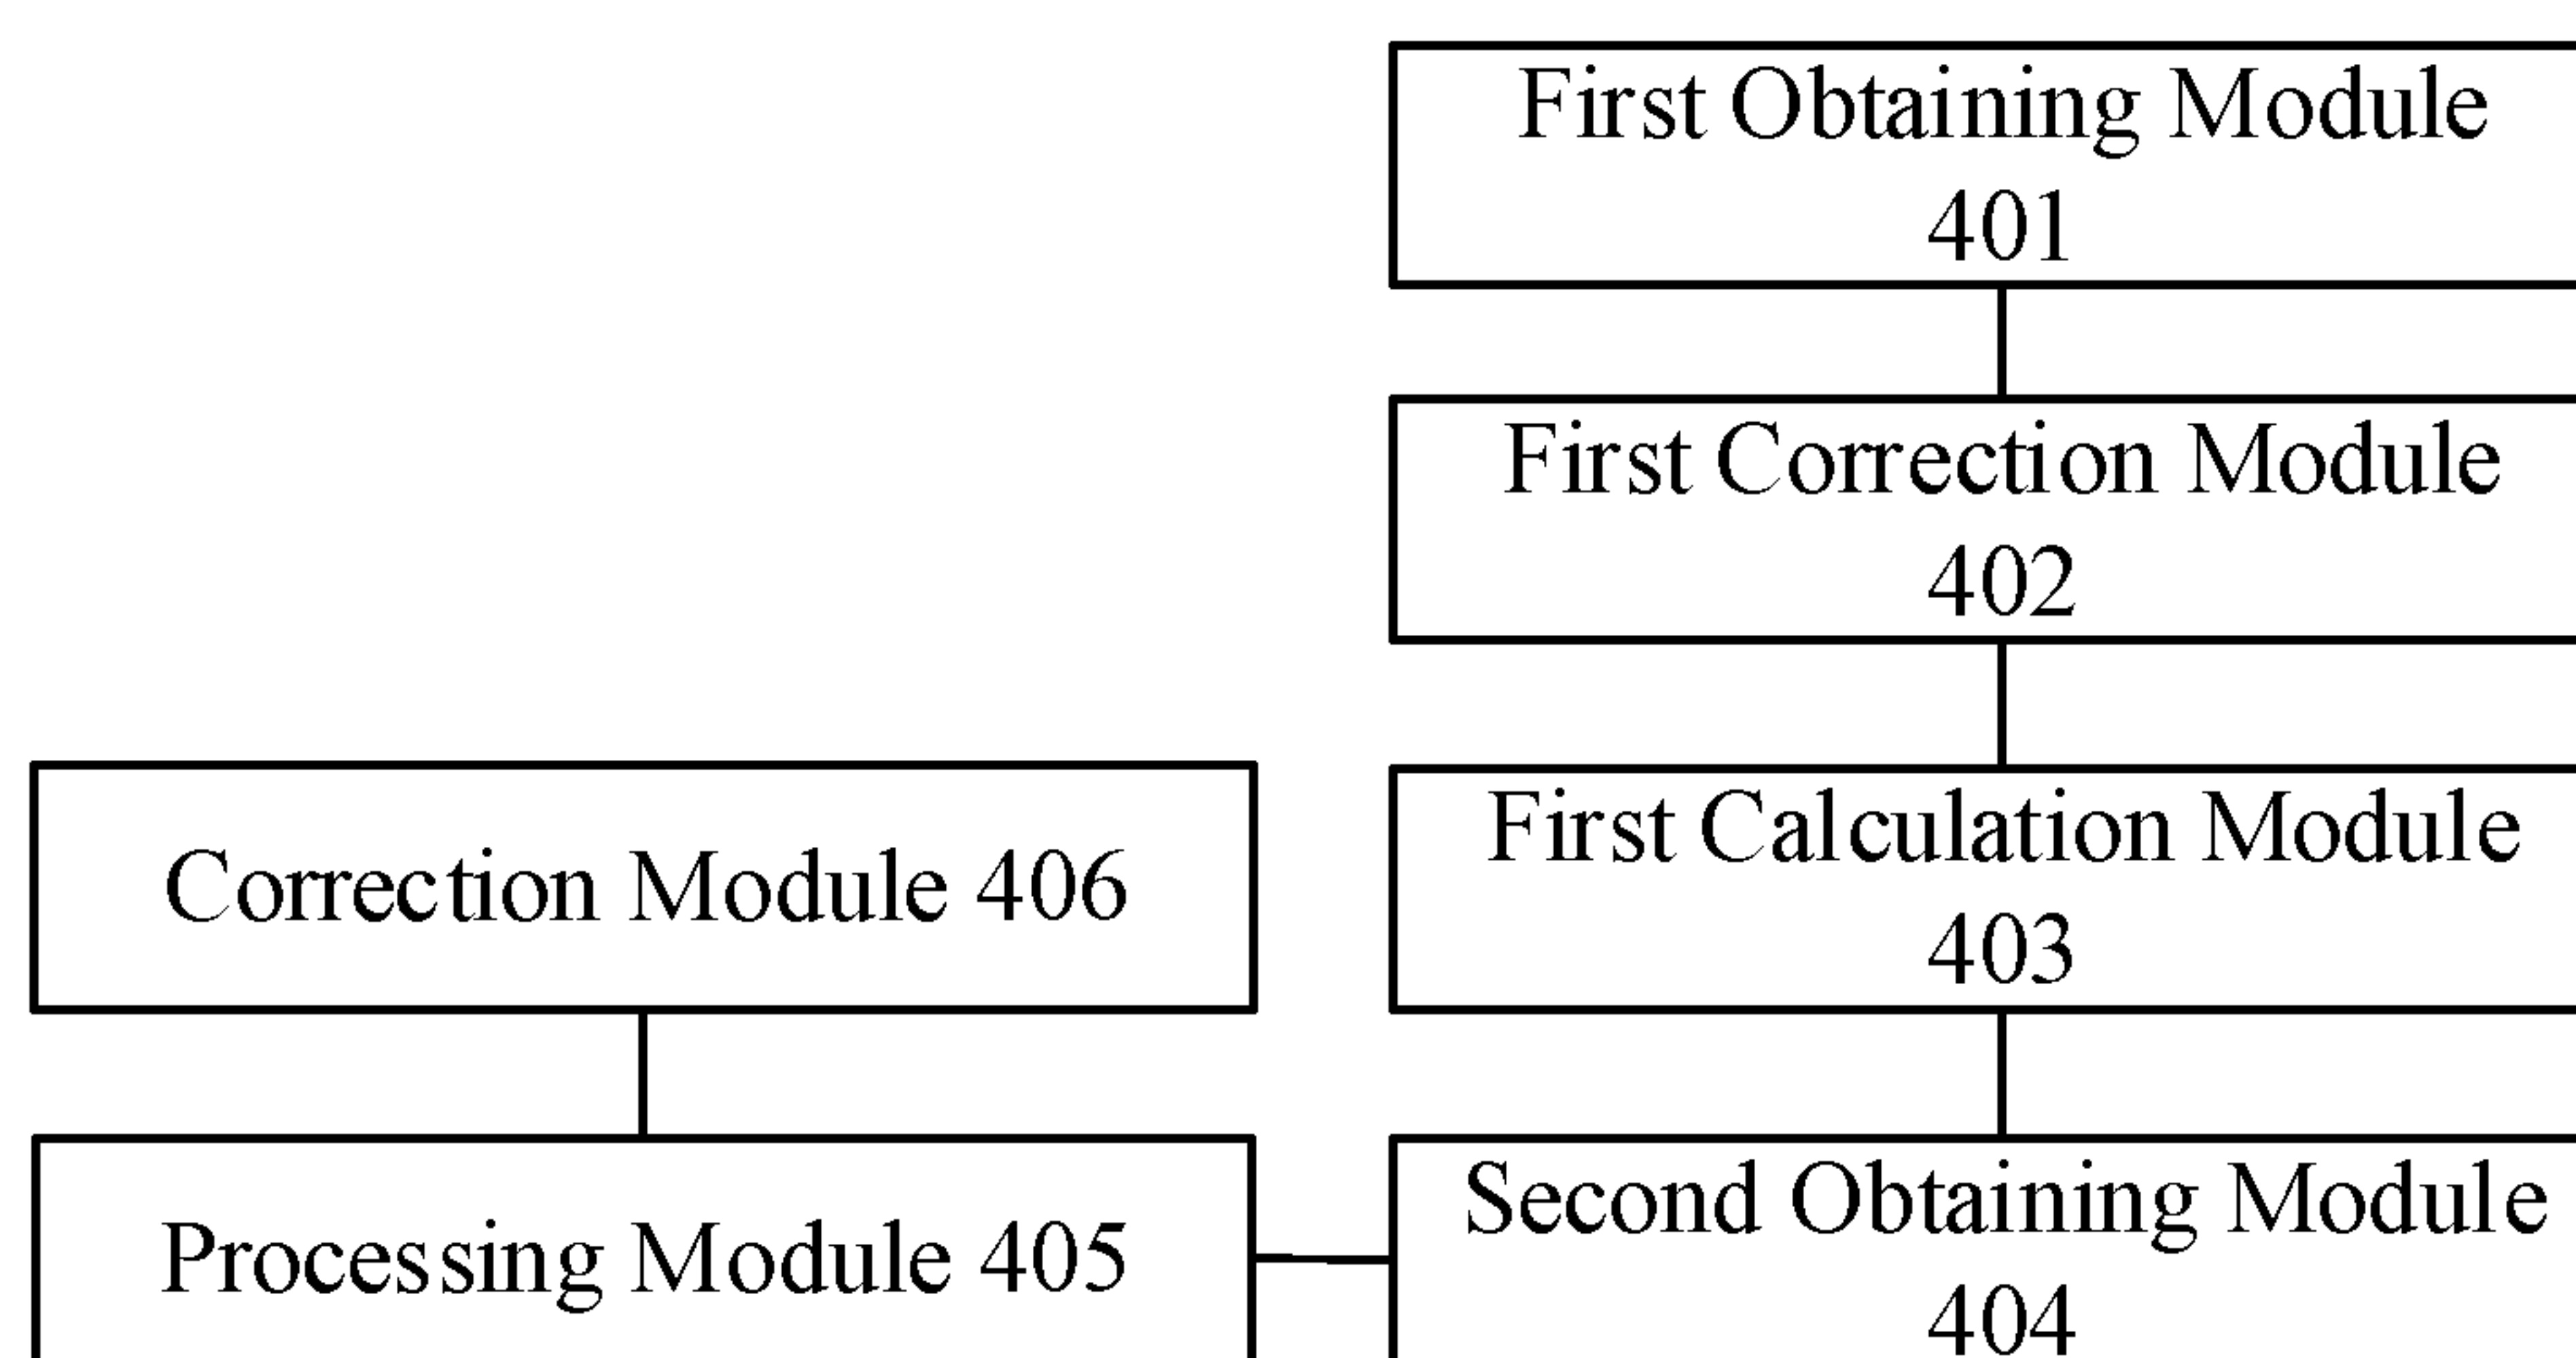 First Obtaining Module
401
First Correction Module
402
First Calculation Module
403
Correction Module 406
Second Obtaining Module
404
Processing Module 405